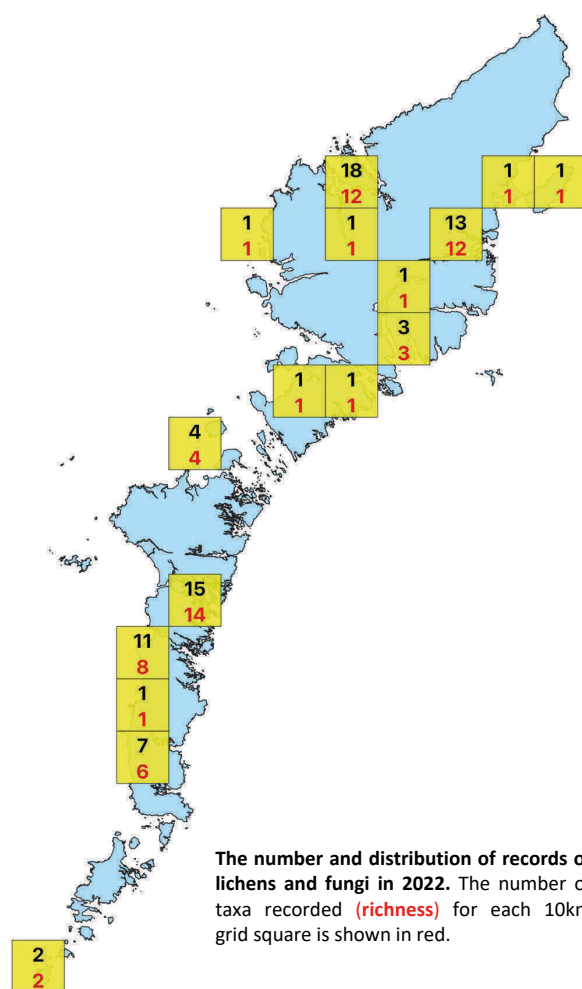 18 1 1
12 1 1
1 1 13
1 1 12
1
1
3
3
1 1
1 1
4
4
15
14
11
8
1
1
7
6
The number and distribution of records o
lichens and fungi in 2022. The number o
taxa recorded (richness) for each 10km
grid square is shown in red.
2
2